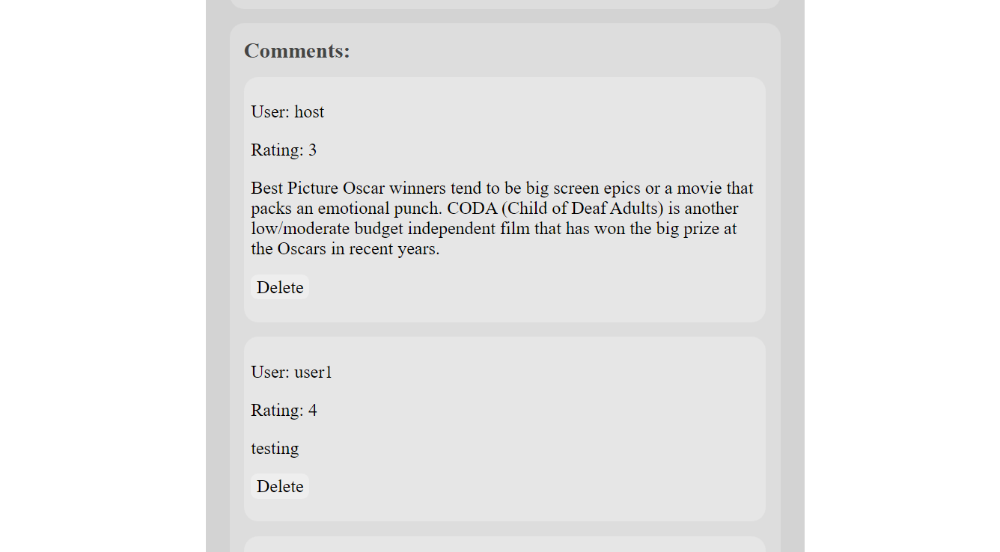 Comments:
User: host
Rating: 3
Best Picture Oscar winners tend to be big screen epics or a movie that
packs an emotional punch. CODA (Child of Deaf Adults) is another
low/moderate budget independent film that has won the big prize at
the Oscars in recent years.
Delete
User: user1
Rating: 4
testing
Delete